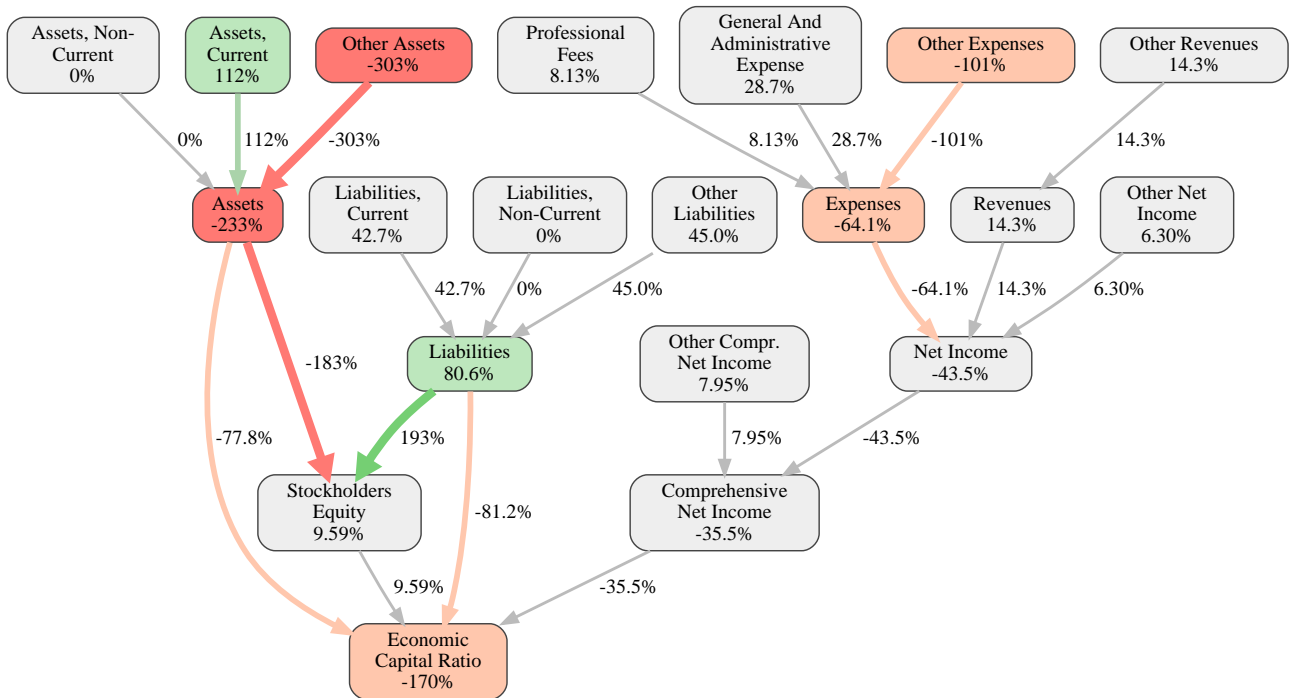 Assets, Non-
Current
0%
Assets,
Current
112%
Other Assets
-303%
Professional
Fees
8.13%
General And
Administrative
Expense
28.7%
Other Expenses
-101%
Other Revenues
14.3%
0%
112%
-303%
8.13%
28.7%
-101%
14.3%
Assets
-233%
Liabilities,
Current
42.7%
Liabilities,
Non-Current
0%
Other
Liabilities
45.0%
Expenses
-64.1%
Revenues
14.3%
Other Net
Income
6.30%
42.7%
0%
45.0%
-64.1%
14.3%
6.30%
-183%
Liabilities
80.6%
Other Compr.
Net Income
7.95%
Net Income
-43.5%
-77.8%
193%
7.95%
-43.5%
Stockholders
Equity
9.59%
-81.2%
Comprehensive
Net Income
-35.5%
9.59%
-35.5%
Economic
Capital Ratio
-170%